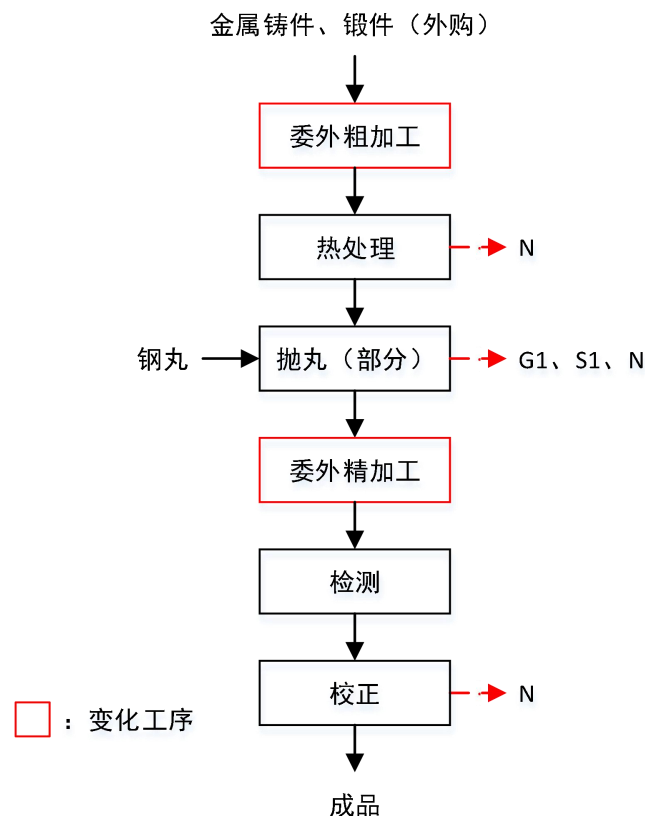 金属铸件、锻件（外购）
委外粗加工
热处理
N
钢丸
抛丸（部分）
G1、S1、N
委外精加工
检测
校正
N
：变化工序
成品